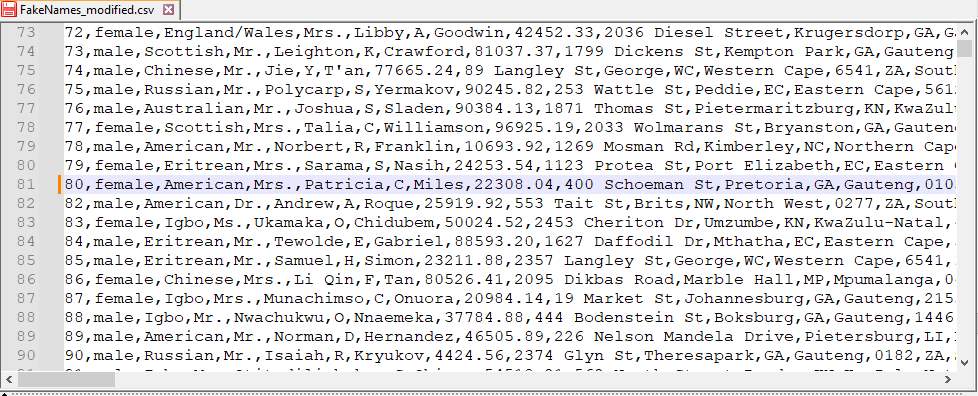 FakeNames_modified.csv
73 72,female,England/Wales,Mrs.,Libby,A,Goodwin,42452.33,2036 Diesel Street,Krugersdorp,GA,G
74 73,male,Scottish,Mr.,Leighton,K,Crawford,81037.37,1799 Dickens St,Kempton Park,GA,Gauteng
75 74,male,Chinese,Mr.,Jie,Y,T'an,77665.24,89 Langley St,George,WC,Western Cape,6541,ZA,Sout
76 75,male,Russian,Mr.,Polycarp,S,Yermakov,90245.82,253 Wattle St,Peddie,EC,Eastern Cape,561
77 76,male,Australian,Mr.,Joshua,S,Sladen,90384.13,1871 Thomas St,Pietermaritzburg,KN,KwaZul
78 77,female,Scottish,Mrs.,Talia,C,Williamson,96925.19,2033 Wolmarans St,Bryanston,GA,Gauten
79 78,male,American,Mr.,Norbert,R,Franklin,10693.92,1269 Mosman Rd,Kimberley,NC,Northern Cap
80 79,female,Eritrean,Mrs.,Sarama,S,Nasih,24253.54,1123 Protea St,Port Elizabeth,EC,Eastern
81 80,female,American,Mrs.,Patricia,C,Miles,22308.04,400 Schoeman St,Pretoria,GA,Gauteng,010
82 82,male,American,Dr.,Andrew,A,Roque,25919.92,553 Tait St,Brits,NW,North West,0277,ZA,Sout
83 83,female,Igbo,Ms.,Ukamaka,O,Chidubem,50024.52,2453 Cheriton Dr,Umzumbe,KN,KwaZulu-Natal,
84 84,male,Eritrean,Mr.,Tewolde,E,Gabriel,88593.20,1627 Daffodil Dr,Mthatha,EC,Eastern Cape,
85 85,male,Eritrean,Mr.,Samuel,H,Simon,23211.88,2357 Langley St,George,WC,Western Cape,6541,
86 86,female,Chinese,Mrs.,Li Qin,F,Tan,80526.41,2095 Dikbas Road,Marble Hall,MP,Mpumalanga,0
87 87,female,Igbo,Mrs.,Munachimso,C,Onuora,20984.14,19 Market St,Johannesburg,GA,Gauteng,215
88 88,male,Igbo,Mr.,Nwachukwu,O,Nnaemeka,37784.88,444 Bodenstein St,Boksburg,GA,Gauteng,1446
89 89,male,American,Mr.,Norman,D,Hernandez,46505.89,226 Nelson Mandela Drive,Pietersburg,LI,
90 90,male,Russian,Mr.,Isaiah,R,Kryukov,4424.56,2374 Glyn St,Theresapark,GA,Gauteng,0182,ZA,